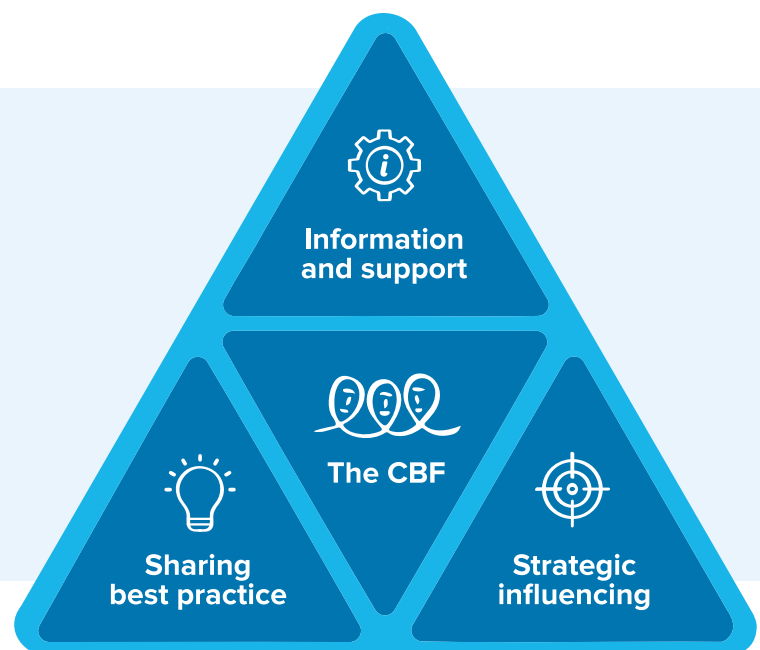 i
Information
and support
The CBF
Sharing
best practice
Strategic
influencing